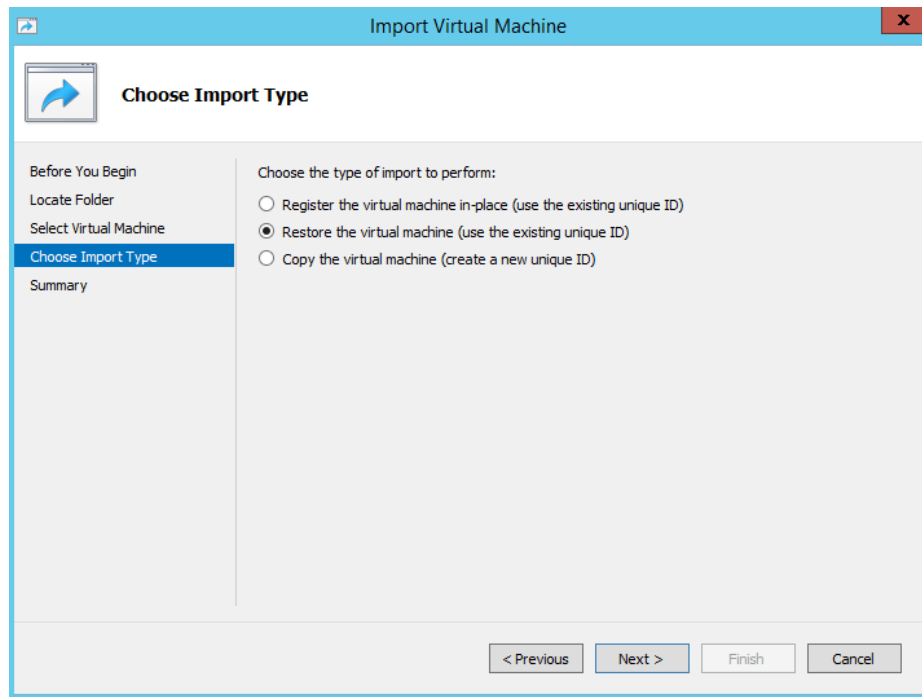 Import Virtual Machine
x
Choose Import Type
Before You Begin
Locate Folder
Select Virtual Machine
Choose Import Type
Summary
Choose the type of import to perform:
Register the virtual machine in-place (use the existing unique ID)
Restore the virtual machine (use the existing unique ID)
Copy the virtual machine (create a new unique ID)
< Previous
Next >
Finish
Cancel